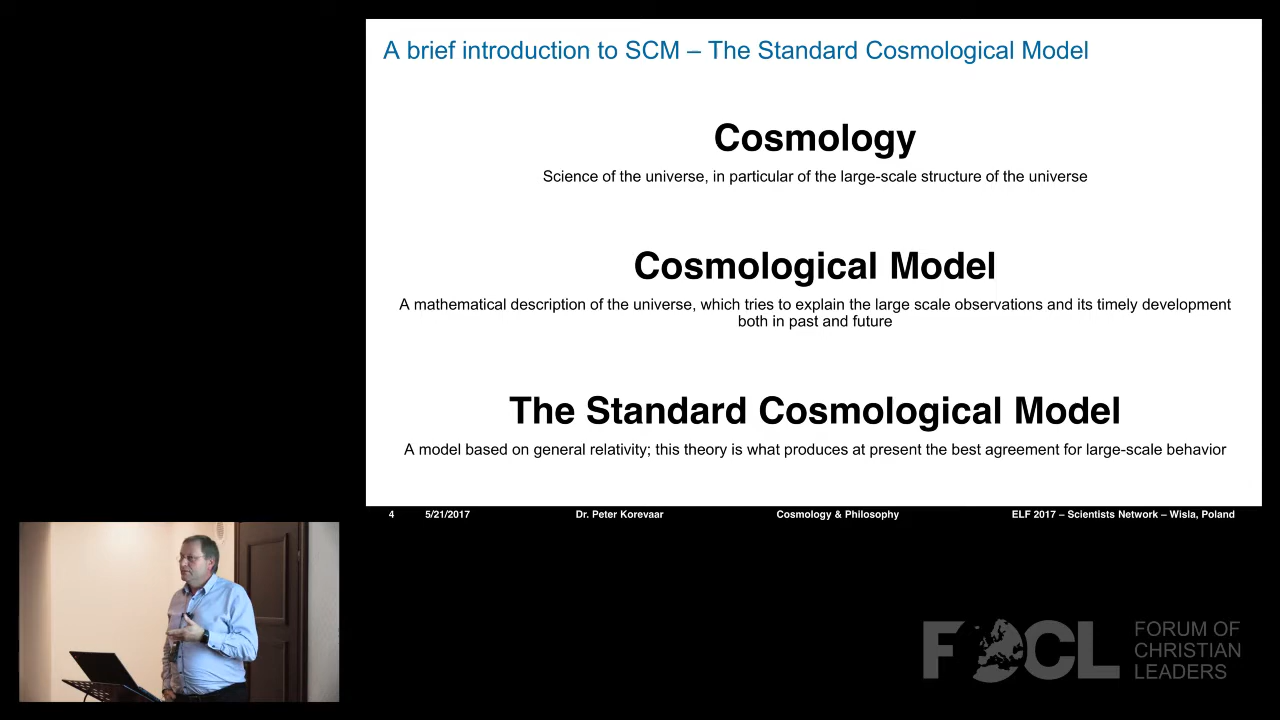 A brief introduction to SCM – The Standard Cosmological Model
Cosmology
Science of the universe, in particular of the large-scale structure of the universe
Cosmological Model
A mathematical description of the universe, which tries to explain the large scale observations and its timely development
both in past and future
The Standard Cosmological Model
A model based on general relativity; this theory is what produces at present the best agreement for large-scale behavior
4 5/21/2017 Dr. Peter Korevaar Cosmology & Philosophy ELF 2017 – Scientists Network – Wisla, Poland
FOCL
FORUM OF
CHRISTIAN
LEADERS